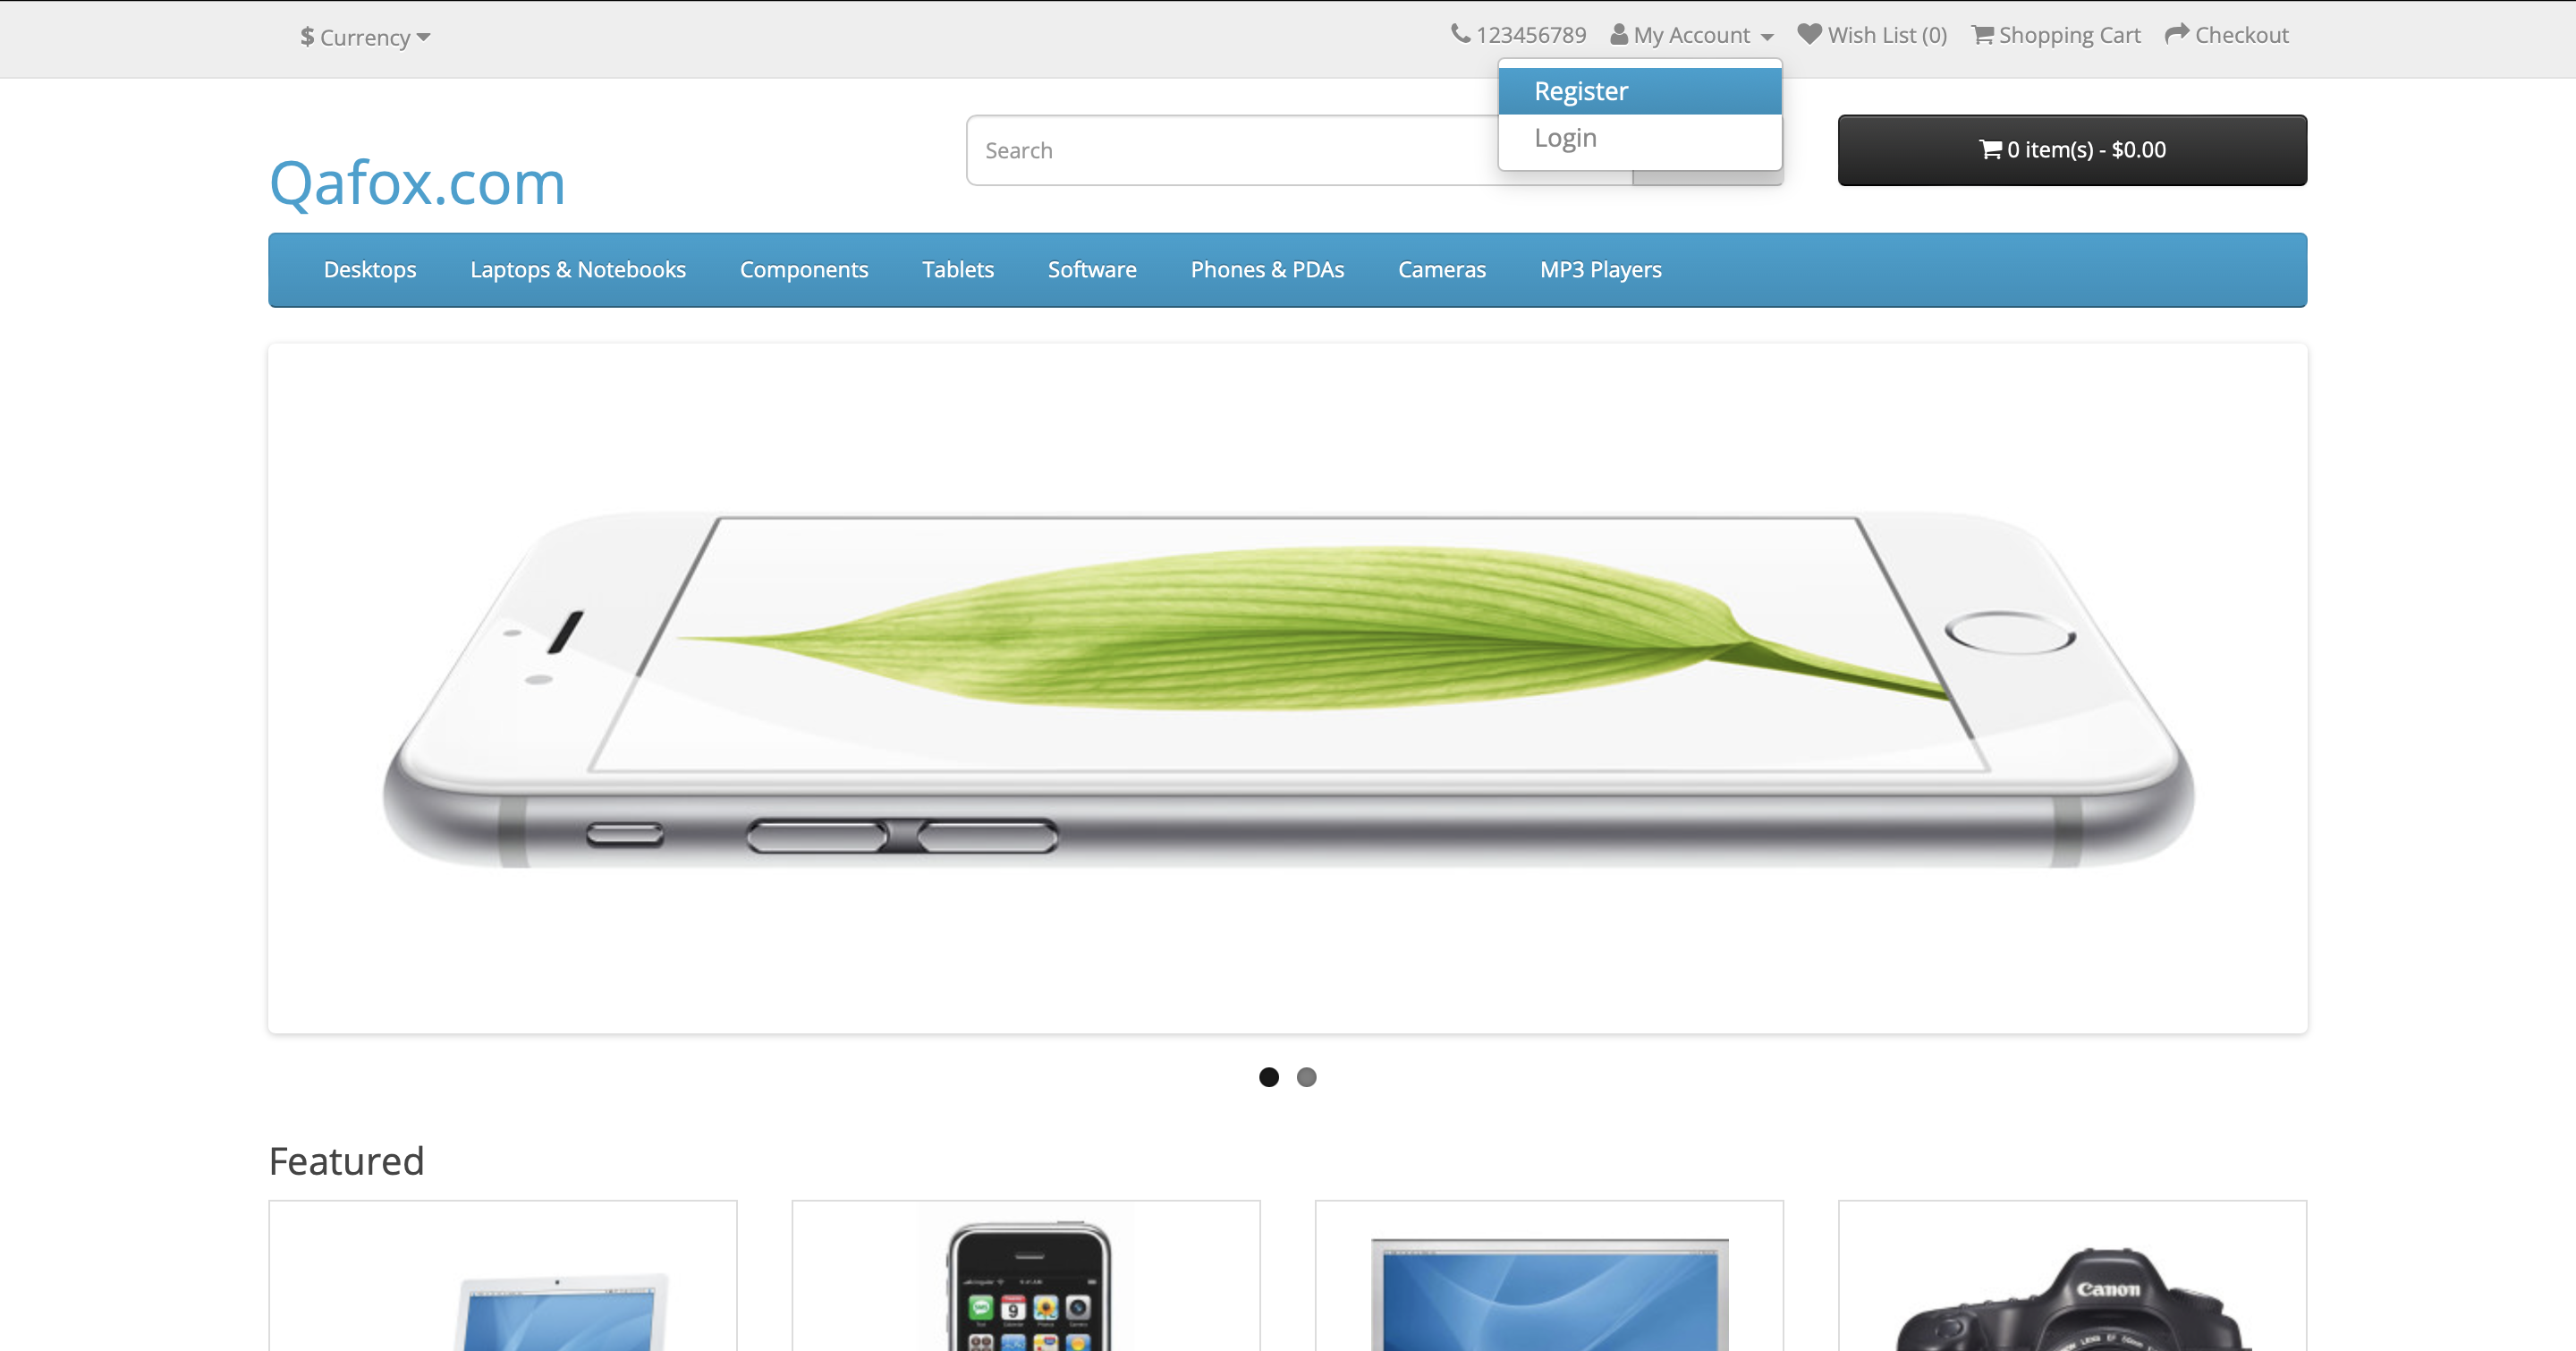 $ Currency
123456789 My Account Wish List (0) Shopping Cart Checkout
Register
Login
Search
0 item(s) - $0.00
Qafox.com
Desktops Laptops & Notebooks Components Tablets Software Phones & PDAs Cameras MP3 Players
Featured
9
Canon